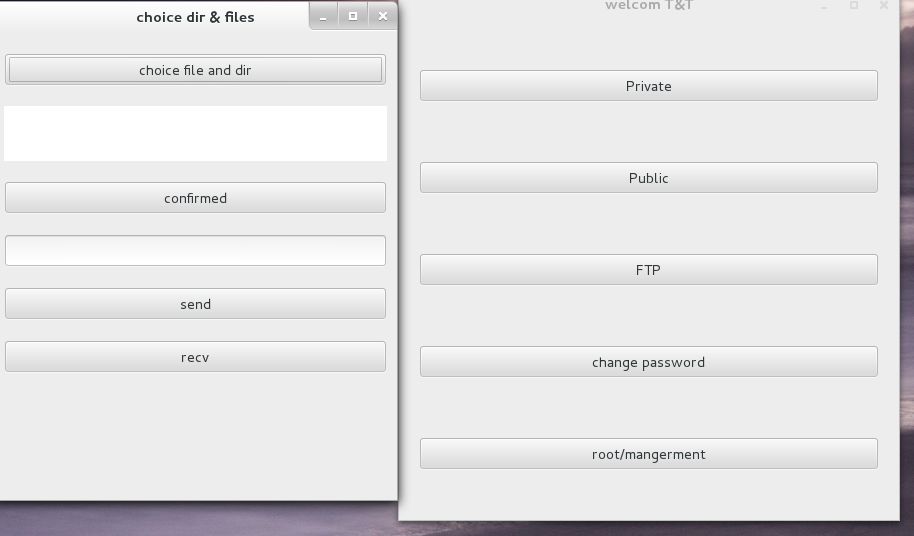 choice dir & files
choice file and dir
confirmed
send
recv
welcom T&T
Private
Public
FTP
change password
root/mangerment